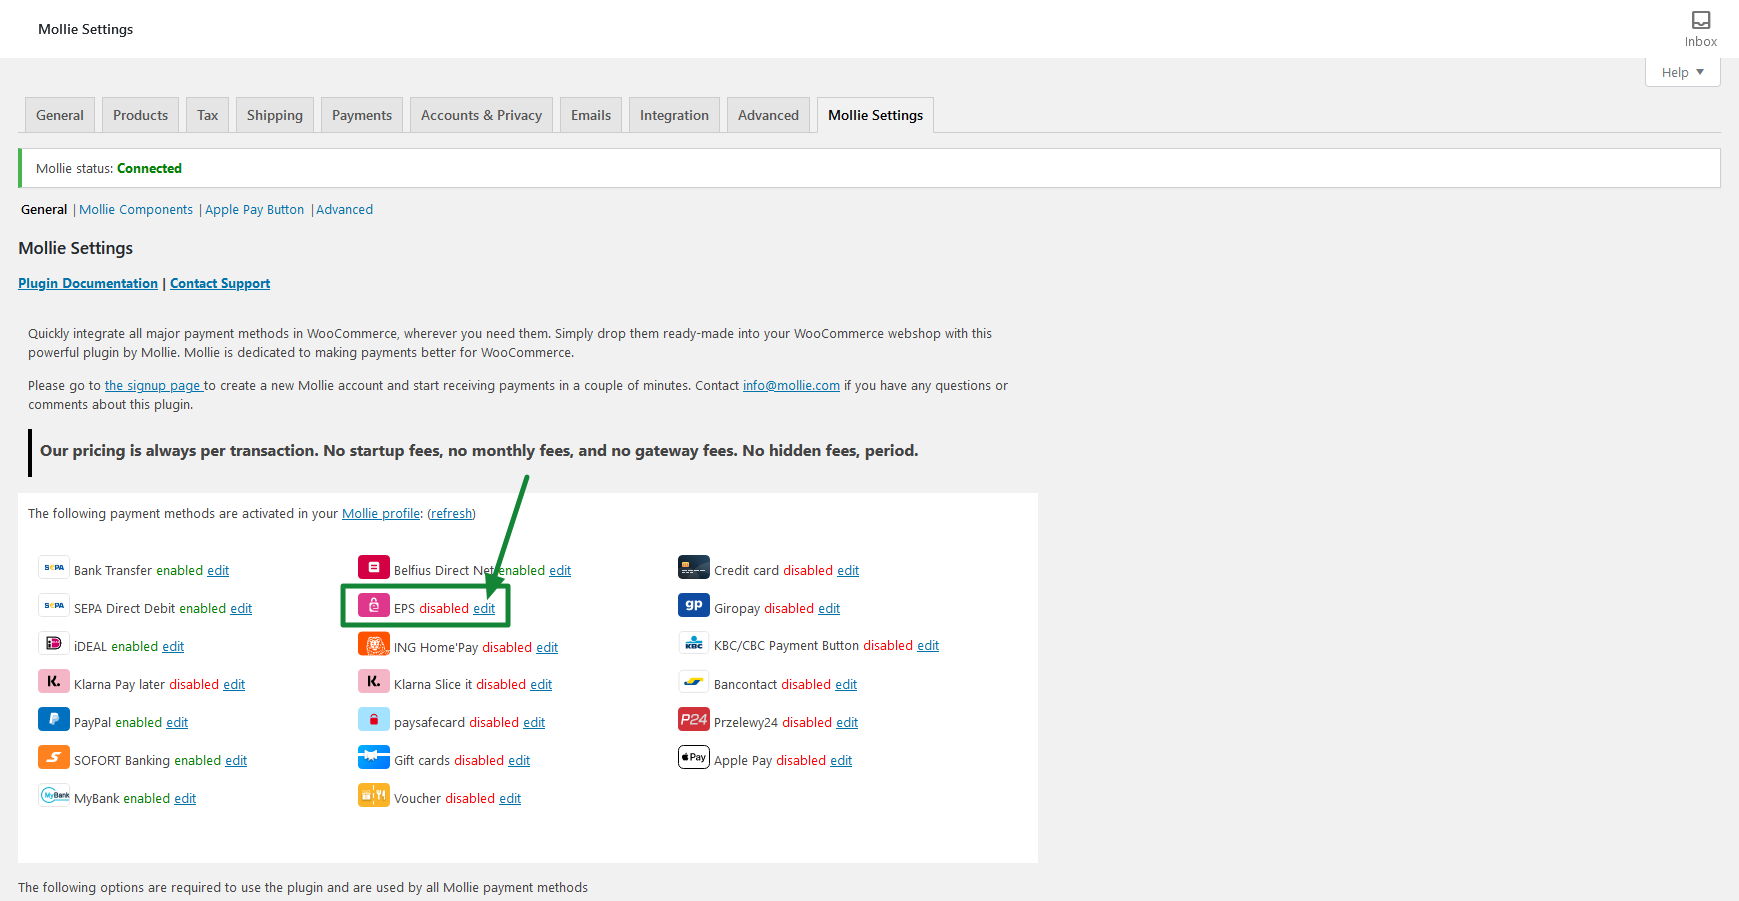 Mollie Settings
Inbox
Help ▼
General
Products
Tax
Shipping
Payments
Accounts & Privacy
Emails
Integration
Advanced
Mollie Settings
Mollie status: Connected
General | Mollie Components | Apple Pay Button | Advanced
Mollie Settings
Plugin Documentation | Contact Support
Quickly integrate all major payment methods in WooCommerce, wherever you need them. Simply drop them ready-made into your WooCommerce webshop with this
powerful plugin by Mollie. Mollie is dedicated to making payments better for WooCommerce.
Please go to the signup page to create a new Mollie account and start receiving payments in a couple of minutes. Contact info@mollie.com if you have any questions or
comments about this plugin.
Our pricing is always per transaction. No startup fees, no monthly fees, and no gateway fees. No hidden fees, period.
The following payment methods are activated in your Mollie profile: (refresh)
SEPA Bank Transfer enabled edit
Belfius Direct Net enabled edit
Credit card disabled edit
SEPA SEPA Direct Debit enabled edit
EPS disabled edit
gp Giropay disabled edit
iD iDEAL enabled edit
ING Home'Pay disabled edit
KBC KBC/CBC Payment Button disabled edit
K. Klarna Pay later disabled edit
K. Klarna Slice it disabled edit
Bancontact disabled edit
PayPal enabled edit
paysafecard disabled edit
P24 Przelewy24 disabled edit
SOFORT Banking enabled edit
Gift cards disabled edit
Pay Apple Pay disabled edit
MyBank MyBank enabled edit
Voucher disabled edit
The following options are required to use the plugin and are used by all Mollie payment methods